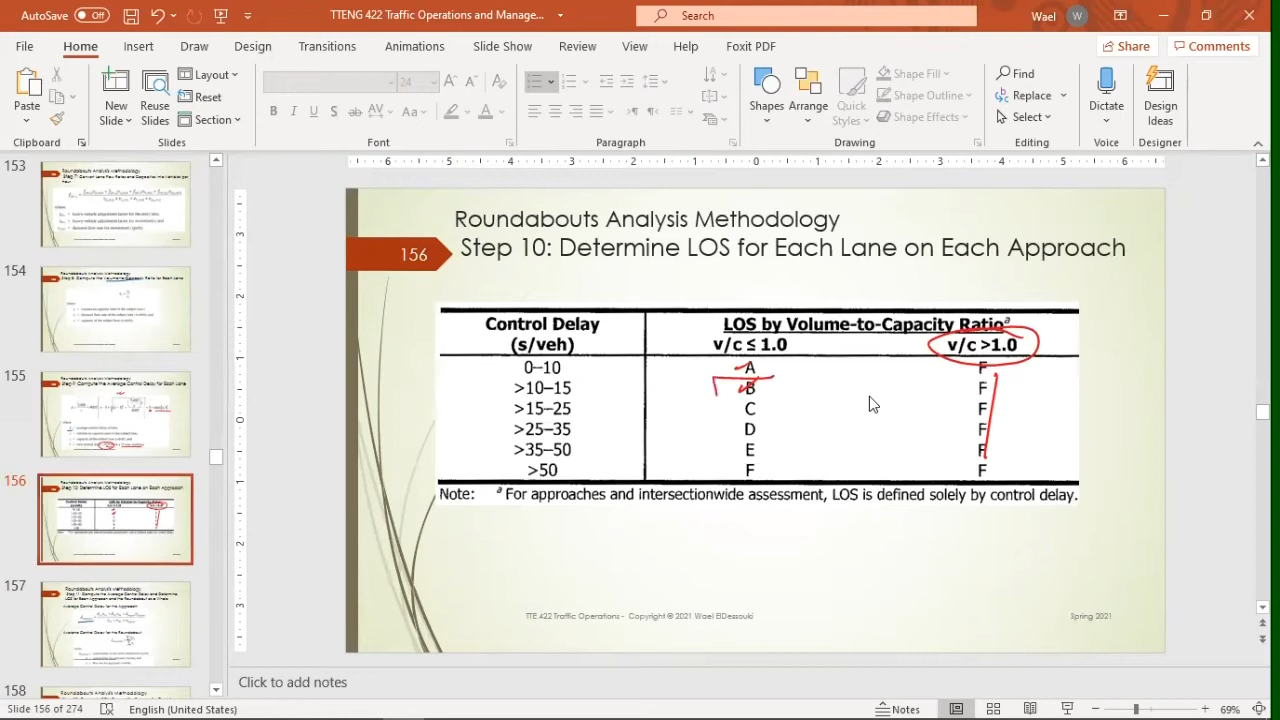 AutoSave Off TTENG 422 Traffic Operations and Manage... Search Wael W
File Home Insert Draw Design Transitions Animations Slide Show Review View Help Foxit PDF Share Comments
Paste New Slide Reuse Slides Layout Reset Section 24 Shapes Arrange Quick Styles Shape Fill Shape Outline Shape Effects Find Replace Select Dictate Design Ideas
Clipboard Slides Font Paragraph Drawing Editing Voice Designer
153
154
155
156
157
158
Roundabouts Analysis Methodology
156
Step 10: Determine LOS for Each Lane on Each Approach
Control Delay LOS by Volume-to-Capacity Ratio a
(s/veh) v/c ≤ 1.0 v/c >1.0
0–10 A F
>10–15 B F
>15–25 C F
>25–35 D F
>35–50 E F
>50 F F
Note: a For approaches and intersectionwide assessment, LOS is defined solely by control delay.
TTE 422 Traffic Operations - Copyright @ 2021 Wael ElDessouki Spring 2021
Click to add notes
Slide 156 of 274 English (United States) Notes 69%